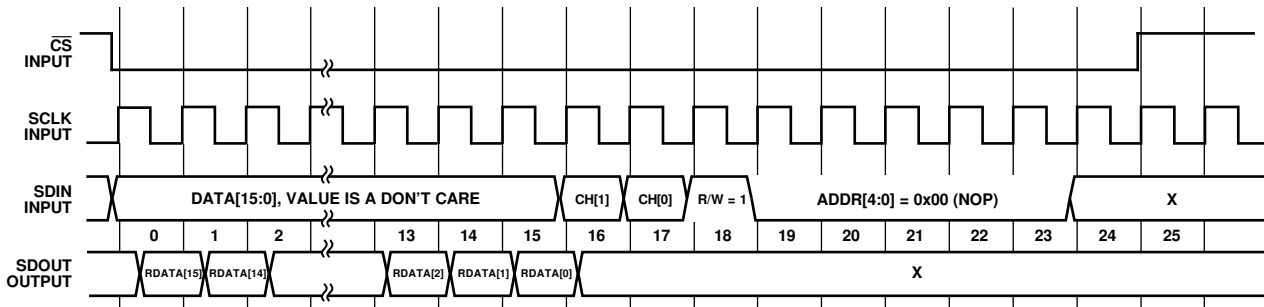 CS
INPUT
SCLK
INPUT
SDIN
INPUT
DATA[15:0], VALUE IS A DON'T CARE
CH[1]
CH[0]
R/W = 1
ADDR[4:0] = 0x00 (NOP)
X
0 1 2 13 14 15 16 17 18 19 20 21 22 23 24 25
SDOUT
OUTPUT
RDATA[15]
RDATA[14]
RDATA[2]
RDATA[1]
RDATA[0]
X